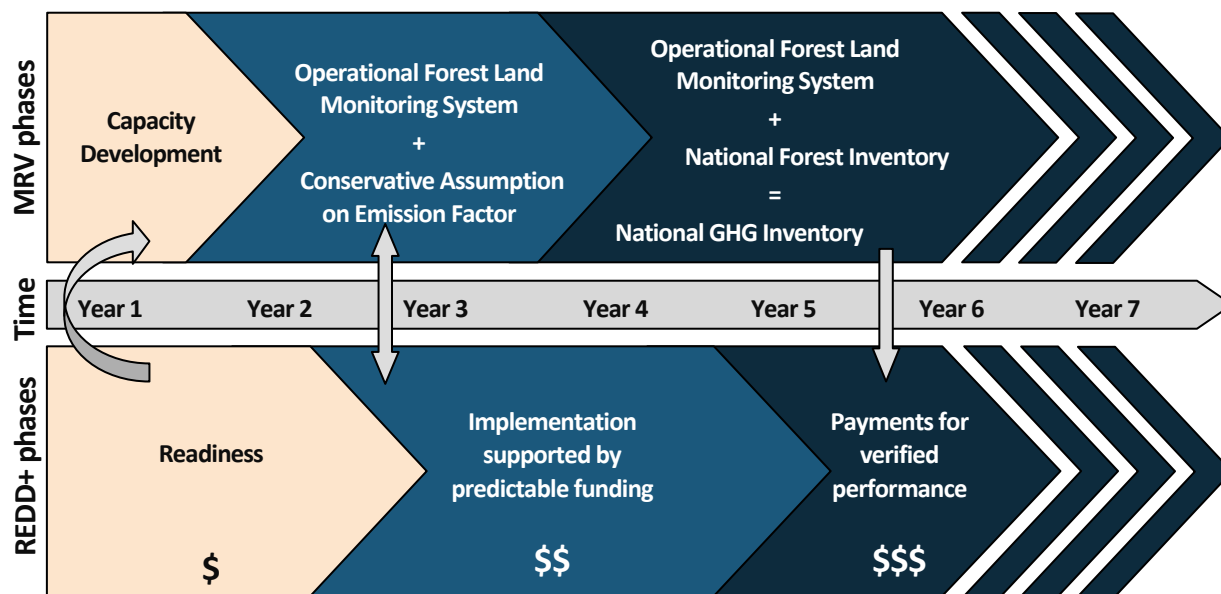 MRV phases
Capacity
Development
Operational Forest Land
Monitoring System
+
Conservative Assumption
on Emission Factor
Operational Forest Land
Monitoring System
+
National Forest Inventory
=
National GHG Inventory
Time
Year 1
Year 2
Year 3
Year 4
Year 5
Year 6
Year 7
REDD+ phases
Readiness
$
Implementation
supported by
predictable funding
$$
Payments for
verified
performance
$$$